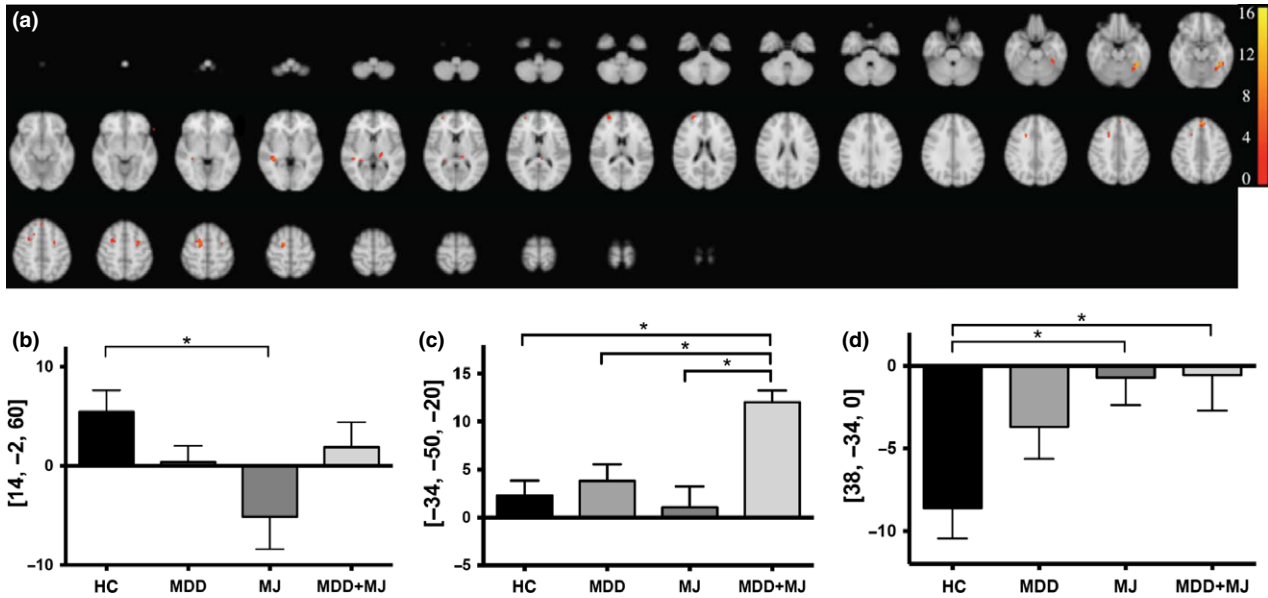 (a)
16
12
8
4
0
(b)
*
10
0
−10
[14, −2, 60]
HC MDD MJ MDD+MJ
(c)
*
*
*
15
10
5
0
−5
[−34, −50, −20]
HC MDD MJ MDD+MJ
(d)
*
*
0
−5
−10
[38, −34, 0]
HC MDD MJ MDD+MJ